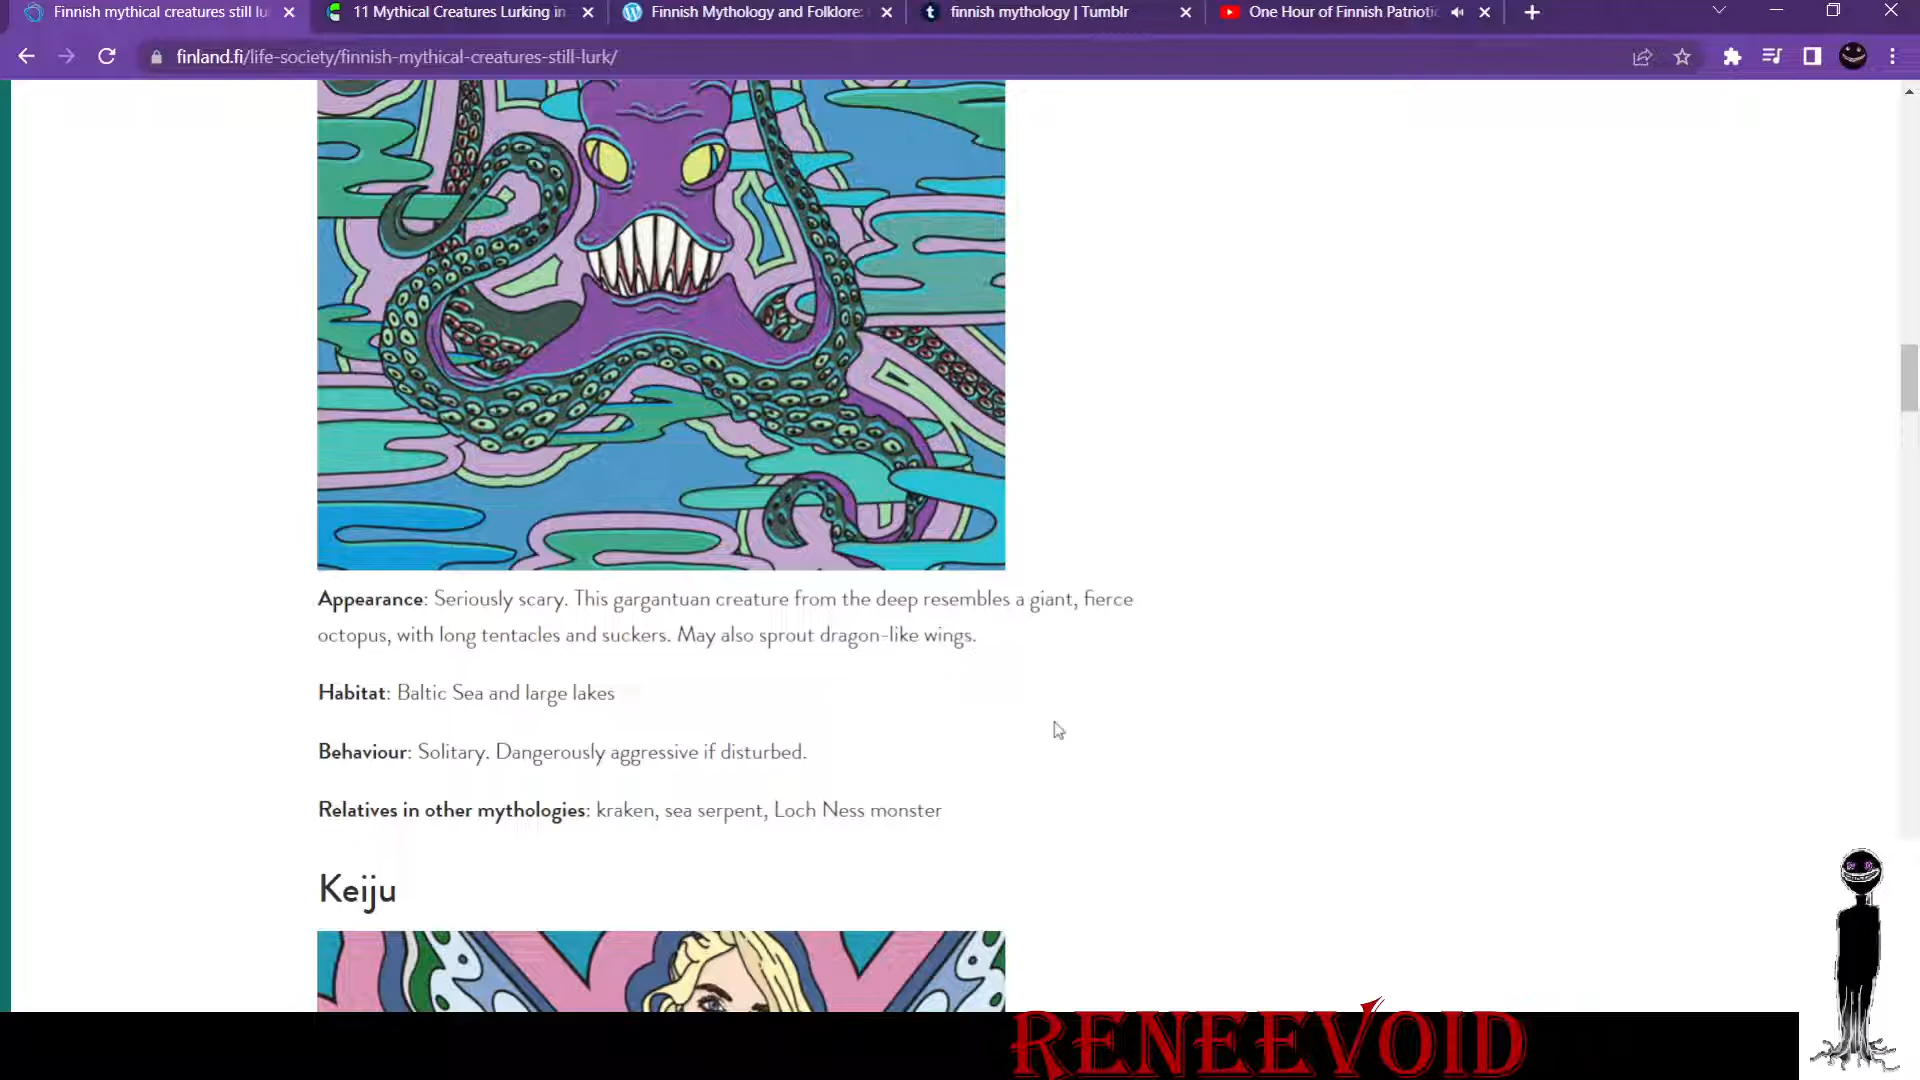 Finnish mythical creatures still lu
11 Mythical Creatures Lurking in
Finnish Mythology and Folklore:
finnish mythology | Tumblr
One Hour of Finnish Patriotic
finland.fi/life-society/finnish-mythical-creatures-still-lurk/
Appearance: Seriously scary. This gargantuan creature from the deep resembles a giant, fierce
octopus, with long tentacles and suckers. May also sprout dragon-like wings.
Habitat: Baltic Sea and large lakes
Behaviour: Solitary. Dangerously aggressive if disturbed.
Relatives in other mythologies: kraken, sea serpent, Loch Ness monster
Keiju
RENEEVOID